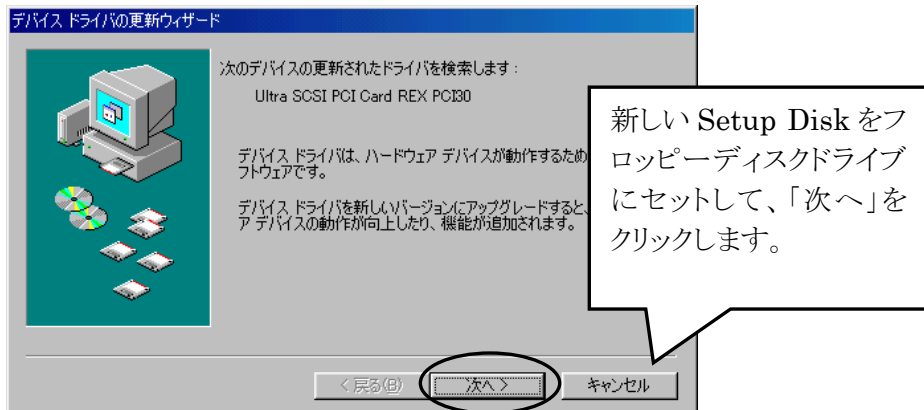 デバイス ドライバの更新ウィザード
次のデバイスの更新されたドライバを検索します :
Ultra SCSI PCI Card REX PCI30
デバイス ドライバは、ハードウェア デバイスが動作するため
フトウェアです。
デバイス ドライバを新しいバージョンにアップグレードすると、
ア デバイスの動作が向上したり、機能が追加されます。
新しい Setup Disk をフ
ロッピーディスクドライブ
にセットして、「次へ」を
クリックします。
< 戻る(B)
次へ >
キャンセル